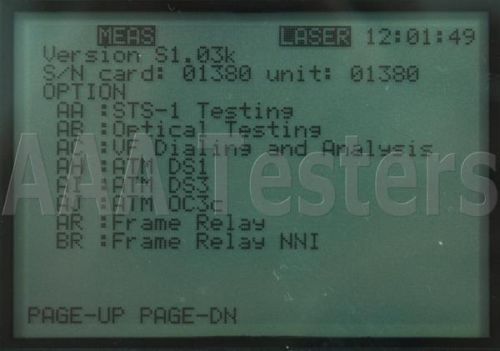 MEAS LASER 12:01:49
Version S1.03k
S/N card: 01380 unit: 01380
OPTION
AA :STS-1 Testing
AB :Optical Testing
:VF Dialing and Analysis
AH :ATM DS1
AI :ATM DS3
AJ :ATM OC3c
AR :Frame Relay
BR :Frame Relay NNI
AAA Testers
PAGE-UP PAGE-DN